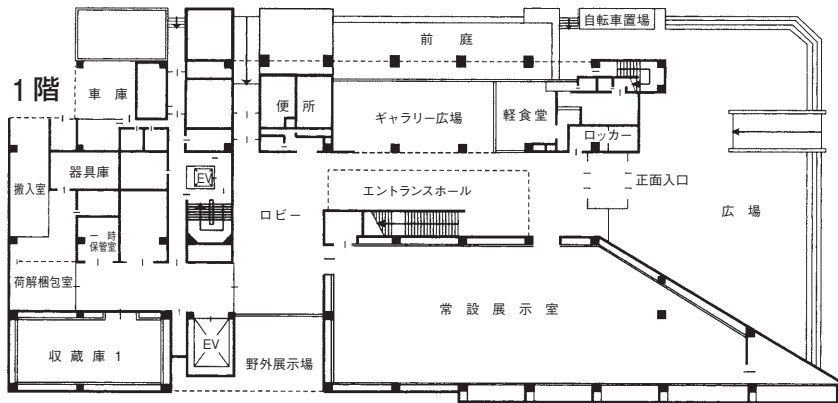 自転車置場
前庭
1階
車庫
便所
ギャラリー広場
軽食堂
ロッカー
器具庫
搬入室
EV
エントランスホール
正面入口
ロビー
広場
一時
保管室
荷解梱包室
常設展示室
収蔵庫1
EV
野外展示場